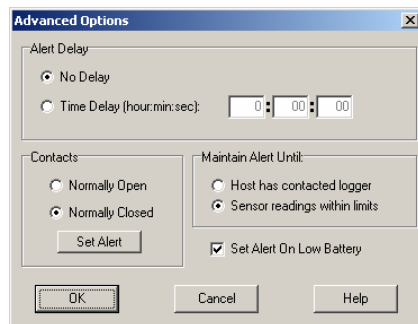 Advanced Options
Alert Delay
No Delay
Time Delay (hour:min:sec): 0 : 00 : 00
Contacts
Normally Open
Normally Closed
Set Alert
Maintain Alert Until:
Host has contacted logger
Sensor readings within limits
Set Alert On Low Battery
OK Cancel Help